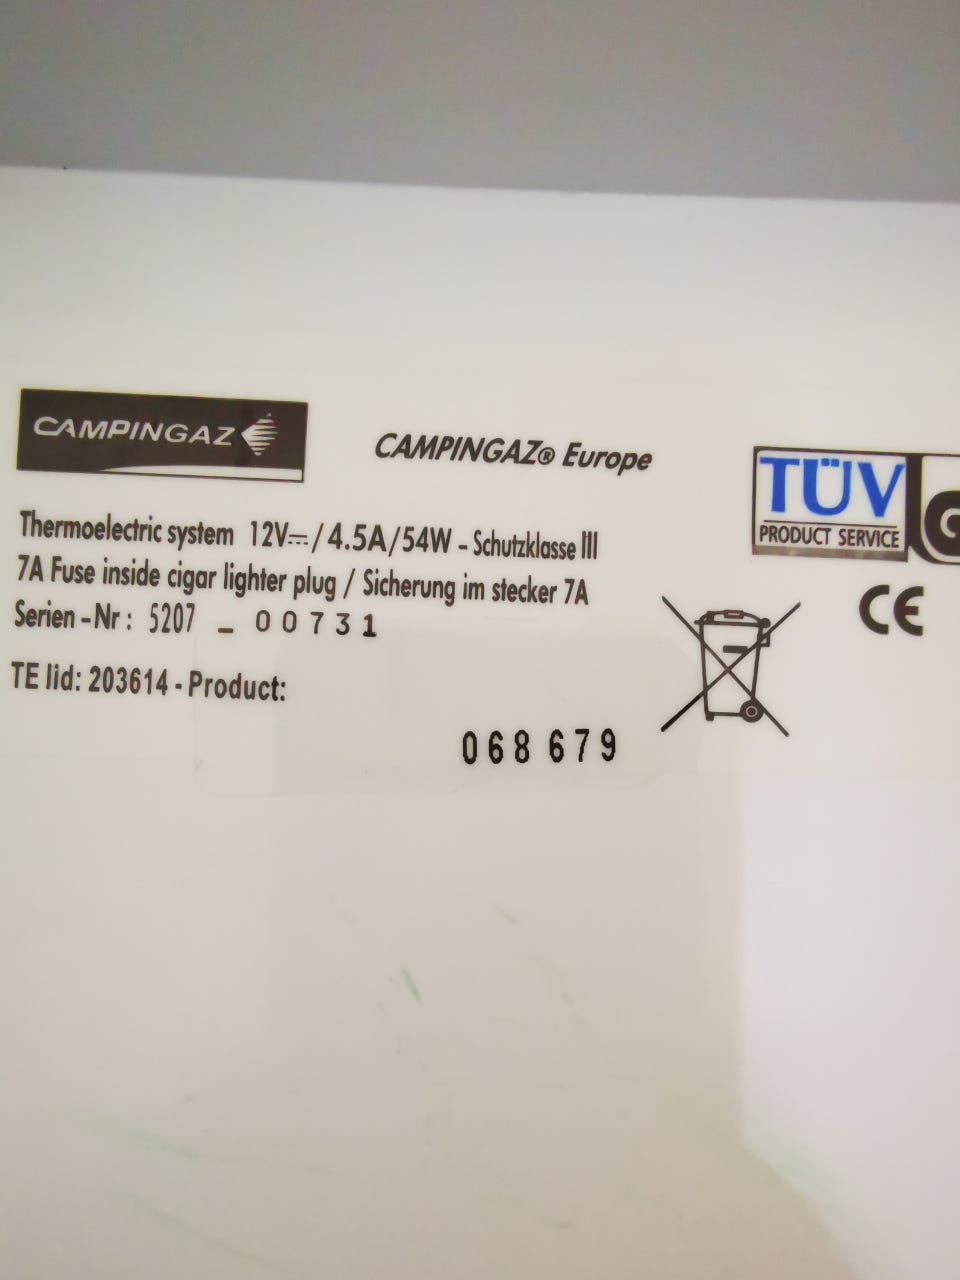 CAMPINGAZ
CAMPINGAZ® Europe
TÜV
PRODUCT SERVICE
G
Thermoelectric system 12V⎓/4.5A/54W - Schutzklasse III
7A Fuse inside cigar lighter plug / Sicherung im stecker 7A
Serien-Nr: 5207 _ 00731
CE
TE lid: 203614 - Product:
068 679